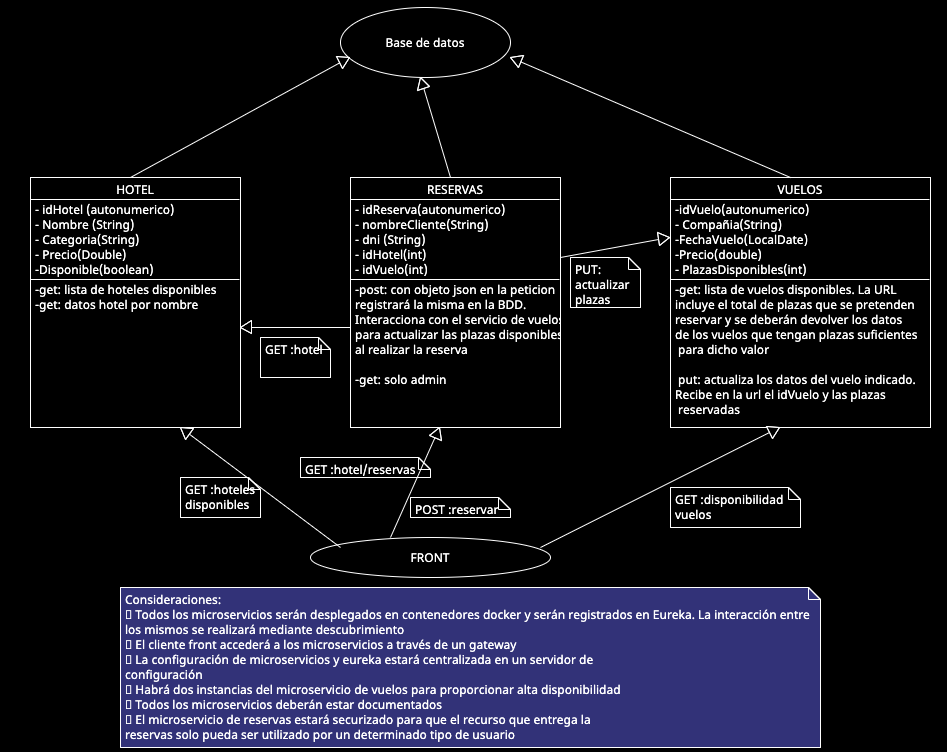 Base de datos
HOTEL
- idHotel (autonumerico)
- Nombre (String)
- Categoria(String)
- Precio(Double)
-Disponible(boolean)
-get: lista de hoteles disponibles
-get: datos hotel por nombre
RESERVAS
- idReserva(autonumerico)
- nombreCliente(String)
- dni (String)
- idHotel(int)
- idVuelo(int)
-post: con objeto json en la peticion
registrará la misma en la BDD.
Interacciona con el servicio de vuelos
para actualizar las plazas disponibles
al realizar la reserva
-get: solo admin
VUELOS
-idVuelo(autonumerico)
- Compañia(String)
-FechaVuelo(LocalDate)
-Precio(double)
- PlazasDisponibles(int)
-get: lista de vuelos disponibles. La URL
incluye el total de plazas que se pretenden
reservar y se deberán devolver los datos
de los vuelos que tengan plazas suficientes
para dicho valor
put: actualiza los datos del vuelo indicado.
Recibe en la url el idVuelo y las plazas
reservadas
PUT:
actualizar
plazas
GET :hotel
GET :hoteles
disponibles
GET :hotel/reservas
POST :reservar
GET :disponibilidad
vuelos
FRONT
Consideraciones:
▯ Todos los microservicios serán desplegados en contenedores docker y serán registrados en Eureka. La interacción entre
los mismos se realizará mediante descubrimiento
▯ El cliente front accederá a los microservicios a través de un gateway
▯ La configuración de microservicios y eureka estará centralizada en un servidor de
configuración
▯ Habrá dos instancias del microservicio de vuelos para proporcionar alta disponibilidad
▯ Todos los microservicios deberán estar documentados
▯ El microservicio de reservas estará securizado para que el recurso que entrega la
reservas solo pueda ser utilizado por un determinado tipo de usuario